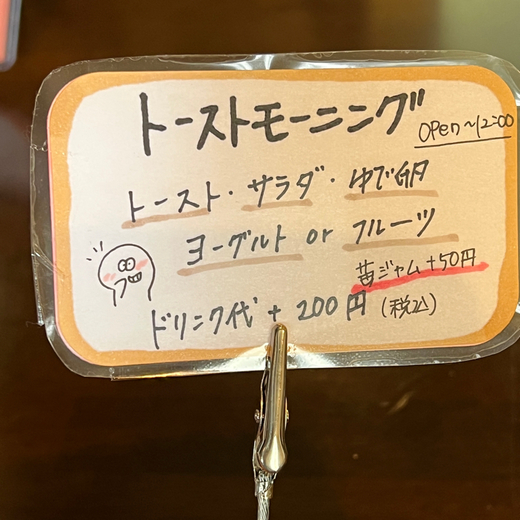 トーストモーニング
OPEN〜12:00
トースト・サラダ・ゆで卵
ヨーグルト or フルーツ
苺ジャム+50円
ドリンク代 + 200円 (税込)